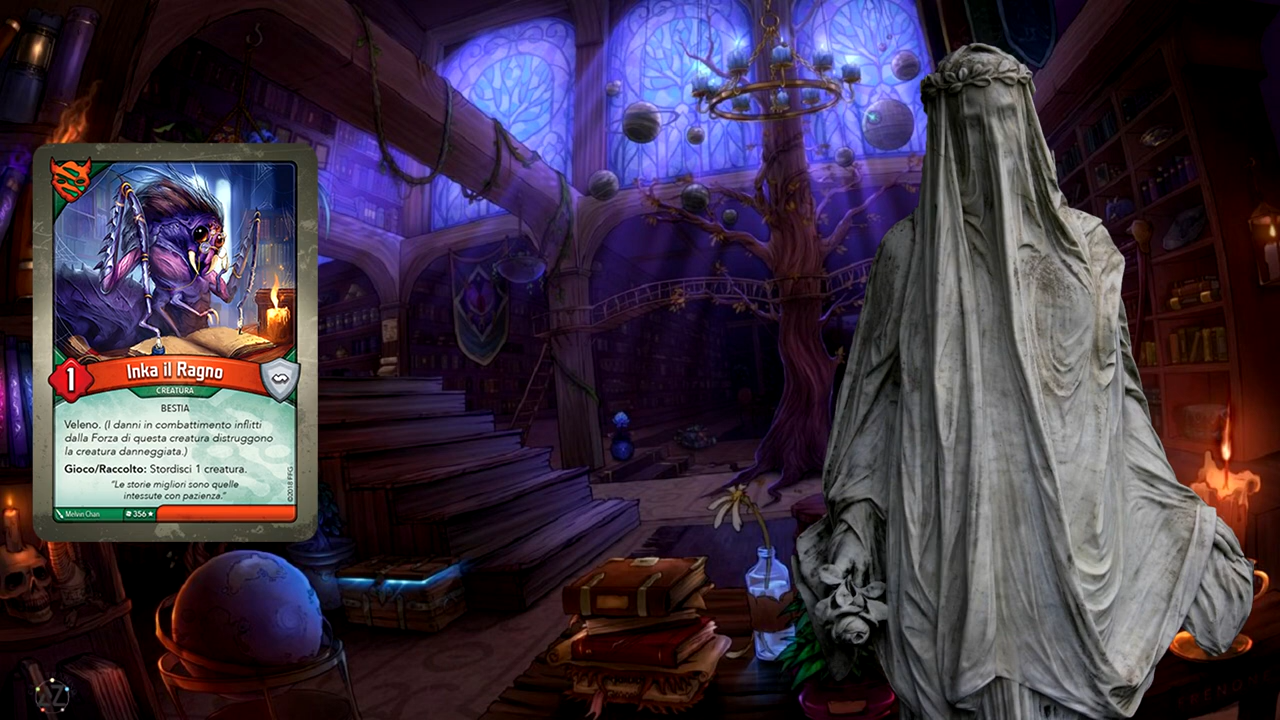 1
Inka il Ragno
CREATURA
BESTIA
Veleno. (I danni in combattimento inflitti
dalla Forza di questa creatura distruggono
la creatura danneggiata.)
Gioco/Raccolto: Stordisci 1 creatura.
“Le storie migliori sono quelle
intessute con pazienza.”
©2018 FFG
Melvin Chan
356